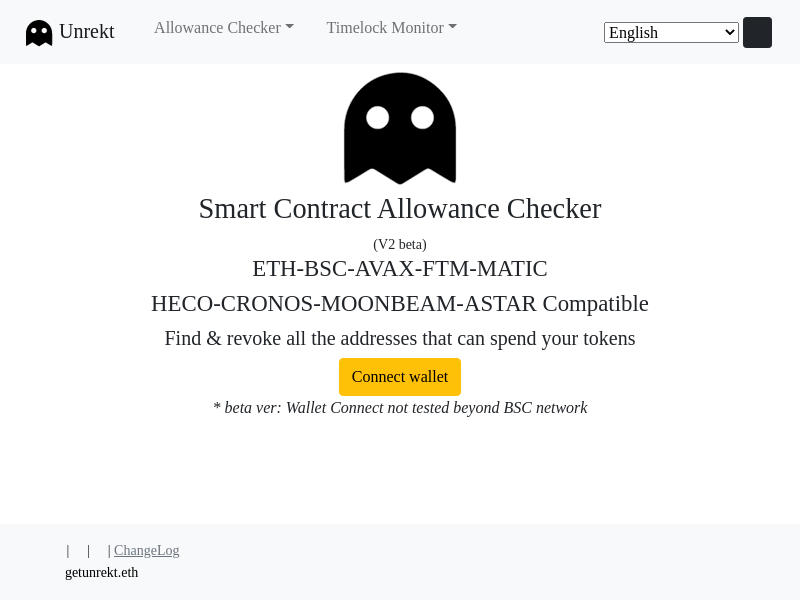 Unrekt
Allowance Checker
Timelock Monitor
English
Smart Contract Allowance Checker
(V2 beta)
ETH-BSC-AVAX-FTM-MATIC
HECO-CRONOS-MOONBEAM-ASTAR Compatible
Find & revoke all the addresses that can spend your tokens
Connect wallet
* beta ver: Wallet Connect not tested beyond BSC network
| | | ChangeLog
getunrekt.eth